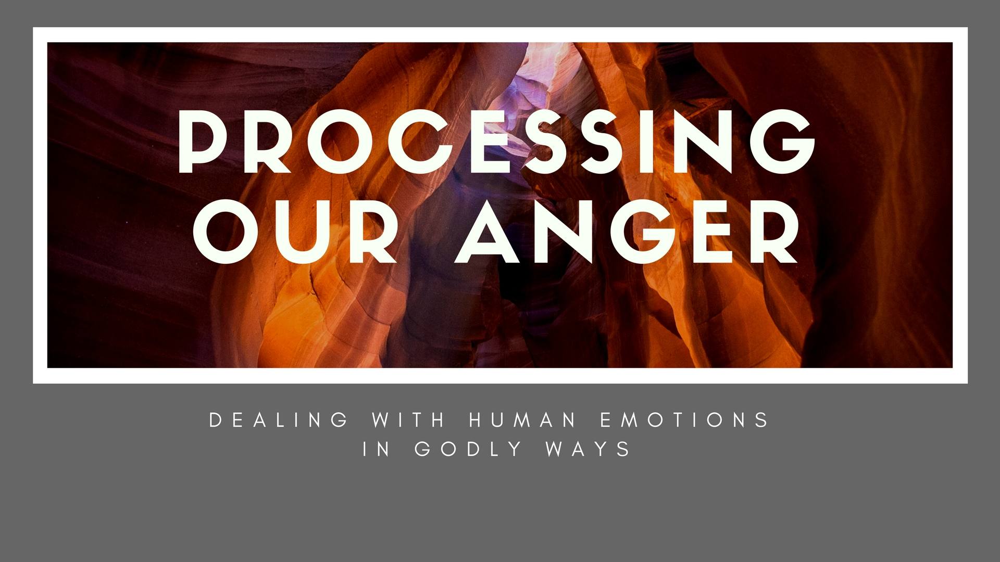 PROCESSING
OUR ANGER
DEALING WITH HUMAN EMOTIONS
IN GODLY WAYS